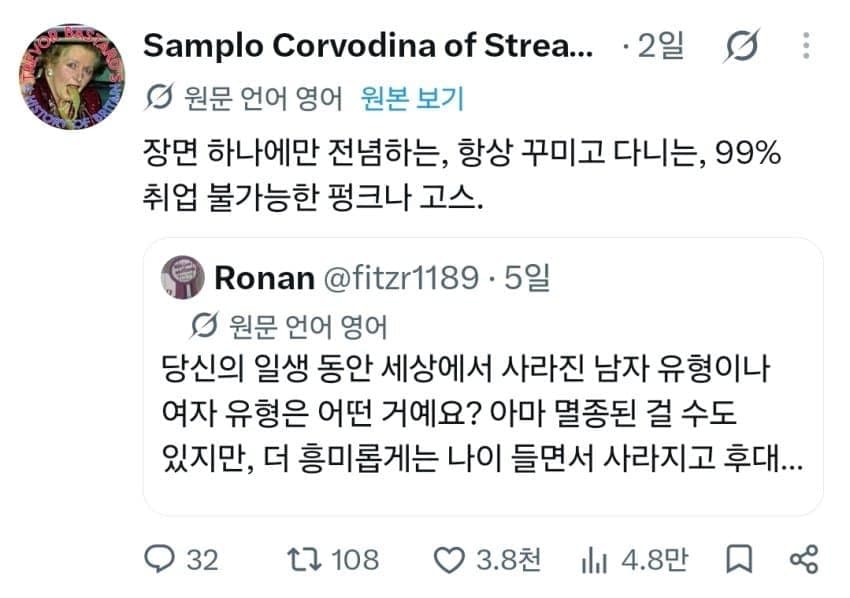 TREVOR BASTARD'S
HISTORY OF BRITAIN
Samplo Corvodina of Strea... · 2일
원문 언어 영어 원본 보기
장면 하나에만 전념하는, 항상 꾸미고 다니는, 99%
취업 불가능한 펑크나 고스.
Ronan @fitzr1189 · 5일
원문 언어 영어
당신의 일생 동안 세상에서 사라진 남자 유형이나
여자 유형은 어떤 거예요? 아마 멸종된 걸 수도
있지만, 더 흥미롭게는 나이 들면서 사라지고 후대...
32 108 3.8천 4.8만